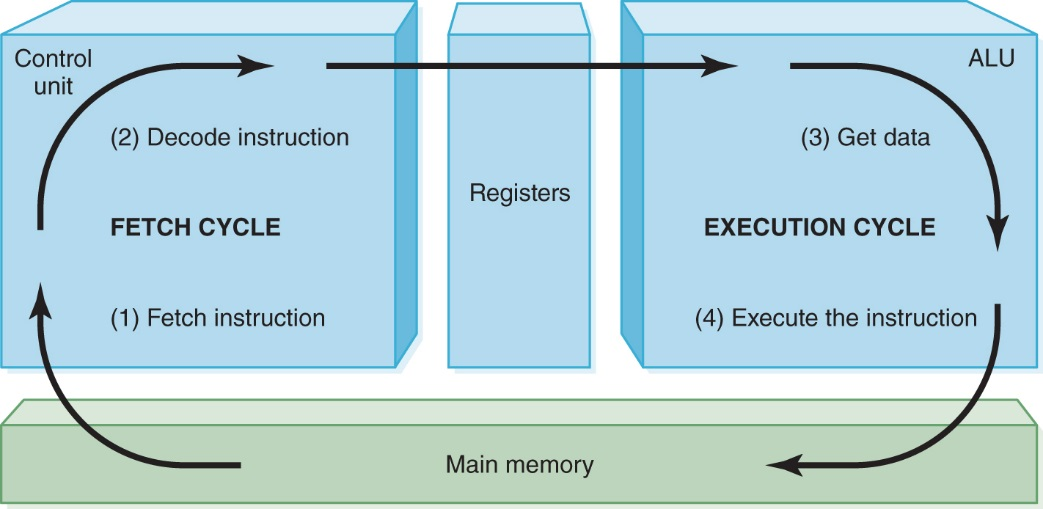 Control
unit
ALU
(2) Decode instruction
(3) Get data
Registers
FETCH CYCLE
EXECUTION CYCLE
(1) Fetch instruction
(4) Execute the instruction
Main memory